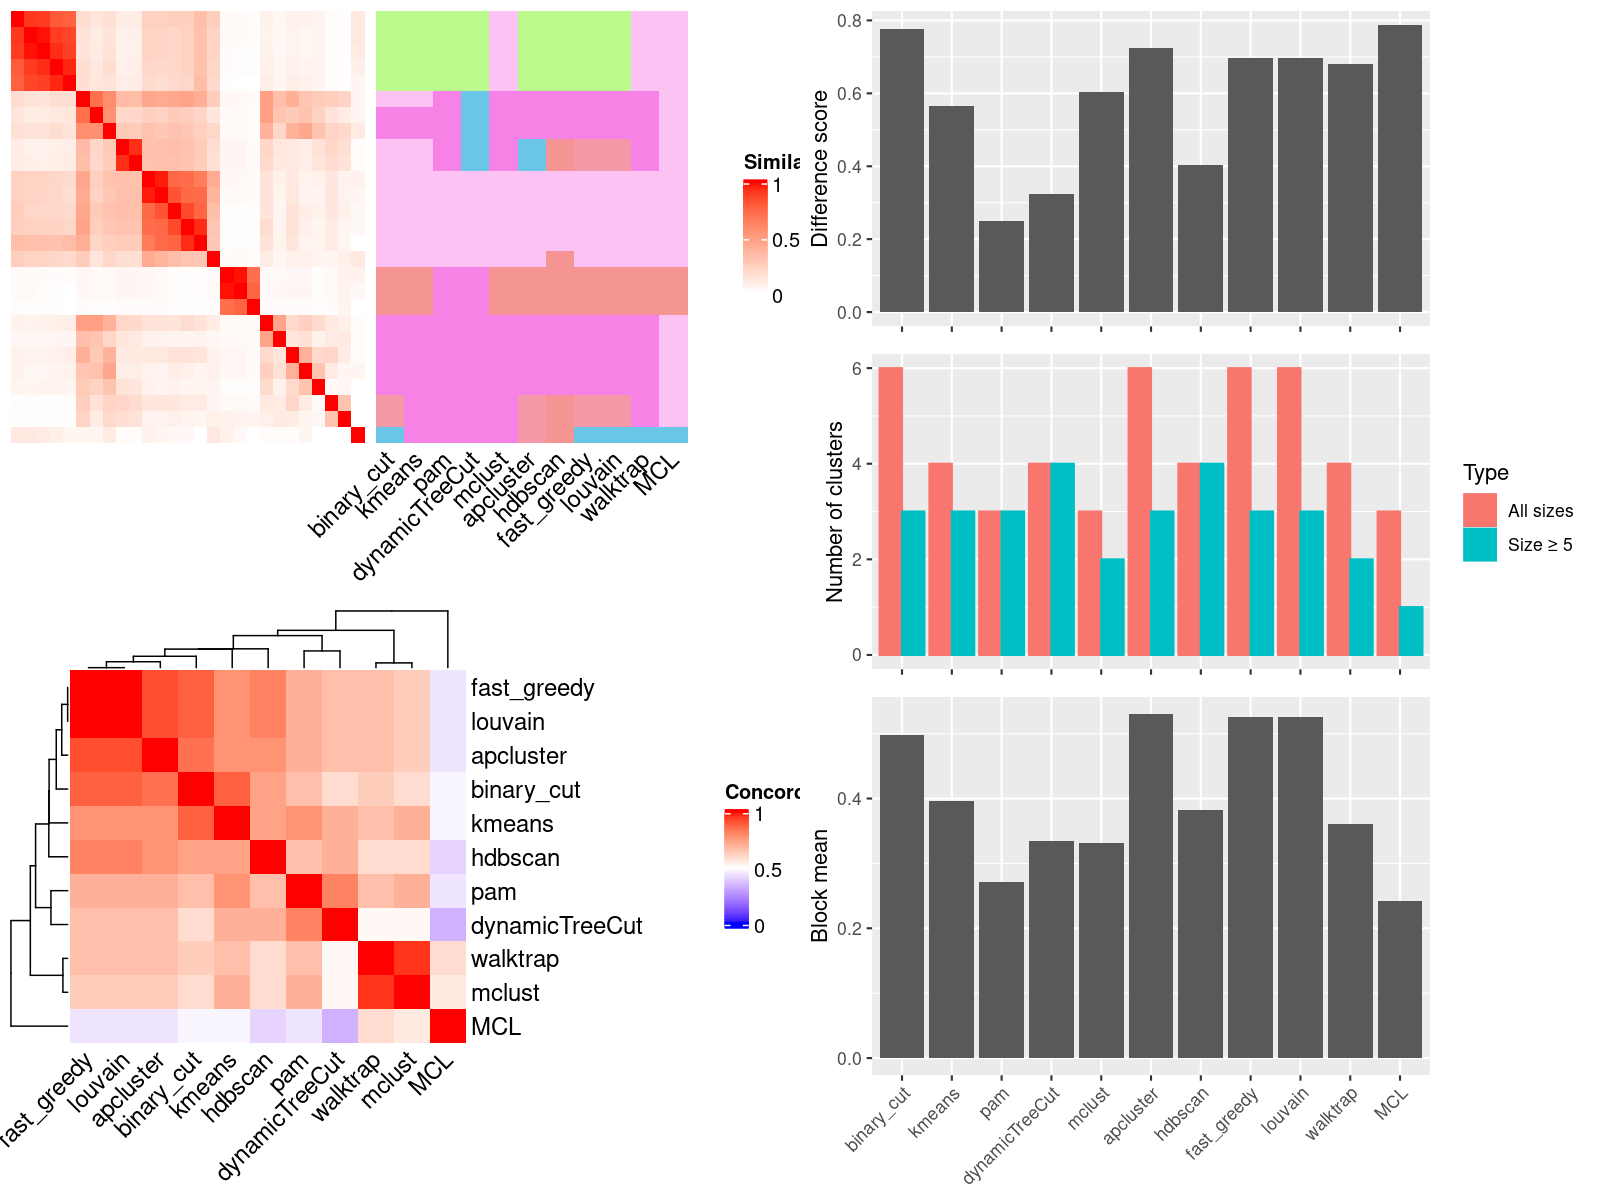 Simila
1
0.5
0
binary_cut
kmeans
pam
dynamicTreeCut
mclust
apcluster
hdbscan
fast_greedy
louvain
walktrap
MCL
fast_greedy
louvain
apcluster
binary_cut
kmeans
hdbscan
pam
dynamicTreeCut
walktrap
mclust
MCL
Concord
1
0.5
0
fast_greedy
louvain
apcluster
binary_cut
kmeans
hdbscan
pam
dynamicTreeCut
walktrap
mclust
MCL
Difference score
0.8
0.6
0.4
0.2
0.0
Number of clusters
6
4
2
0
Type
All sizes
Size ≥ 5
Block mean
0.4
0.2
0.0
binary_cut
kmeans
pam
dynamicTreeCut
mclust
apcluster
hdbscan
fast_greedy
louvain
walktrap
MCL